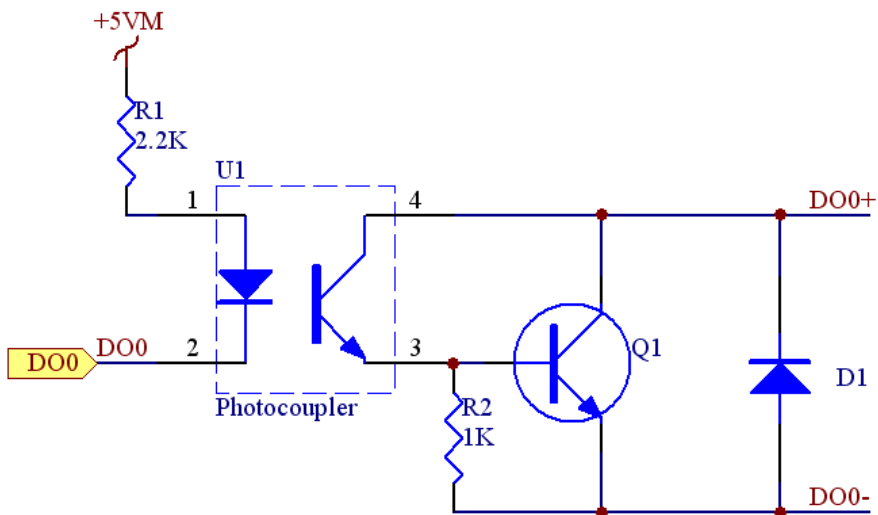 +5VM
R1
2.2K
U1
1
4
DO0+
DO0
DO0
2
3
Q1
D1
Photocoupler
R2
1K
DO0-